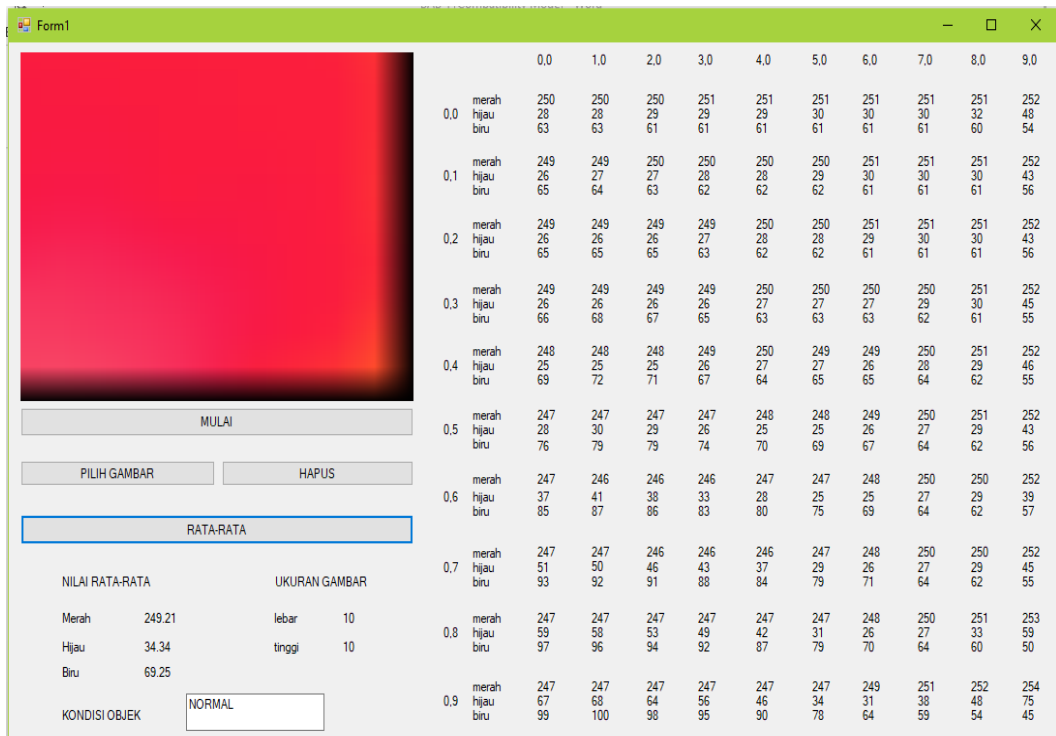 Form1
0,0 1,0 2,0 3,0 4,0 5,0 6,0 7,0 8,0 9,0
merah 250 250 250 251 251 251 251 251 251 252
0,0 hijau 28 28 29 29 29 30 30 30 32 48
biru 63 63 61 61 61 61 61 61 60 54
merah 249 249 250 250 250 250 251 251 251 252
0,1 hijau 26 27 27 28 28 29 30 30 30 43
biru 65 64 63 62 62 62 61 61 61 56
merah 249 249 249 249 250 250 251 251 251 252
0,2 hijau 26 26 26 27 28 28 29 30 30 43
biru 65 65 65 63 62 62 61 61 61 56
merah 249 249 249 249 250 250 250 250 251 252
0,3 hijau 26 26 26 26 27 27 27 29 30 45
biru 66 68 67 65 63 63 63 62 61 55
merah 248 248 248 249 250 249 249 250 251 252
0,4 hijau 25 25 25 26 27 27 26 28 29 46
biru 69 72 71 67 64 65 65 64 62 55
merah 247 247 247 247 248 248 249 250 251 252
0,5 hijau 28 30 29 26 25 25 26 27 29 43
biru 76 79 79 74 70 69 67 64 62 56
merah 247 246 246 246 247 247 248 250 250 252
0,6 hijau 37 41 38 33 28 25 25 27 29 39
biru 85 87 86 83 80 75 69 64 62 57
merah 247 247 246 246 246 247 248 250 250 252
0,7 hijau 51 50 46 43 37 29 26 27 29 45
biru 93 92 91 88 84 79 71 64 62 55
merah 247 247 247 247 247 247 248 250 251 253
0,8 hijau 59 58 53 49 42 31 26 27 33 59
biru 97 96 94 92 87 79 70 64 60 50
merah 247 247 247 247 247 247 249 251 252 254
0,9 hijau 67 68 64 56 46 34 31 38 48 75
biru 99 100 98 95 90 78 64 59 54 45
MULAI
PILIH GAMBAR HAPUS
RATA-RATA
NILAI RATA-RATA UKURAN GAMBAR
Merah 249.21 lebar 10
Hijau 34.34 tinggi 10
Biru 69.25
KONDISI OBJEK NORMAL